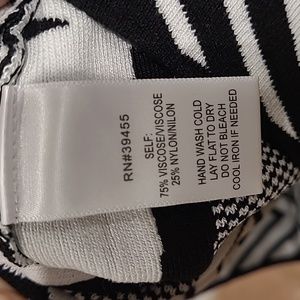 RN#39455
SELF:
75% VISCOSE/VISCOSE
25% NYLON/NILON
HAND WASH COLD
LAY FLAT TO DRY
DO NOT BLEACH
COOL IRON IF NEEDED